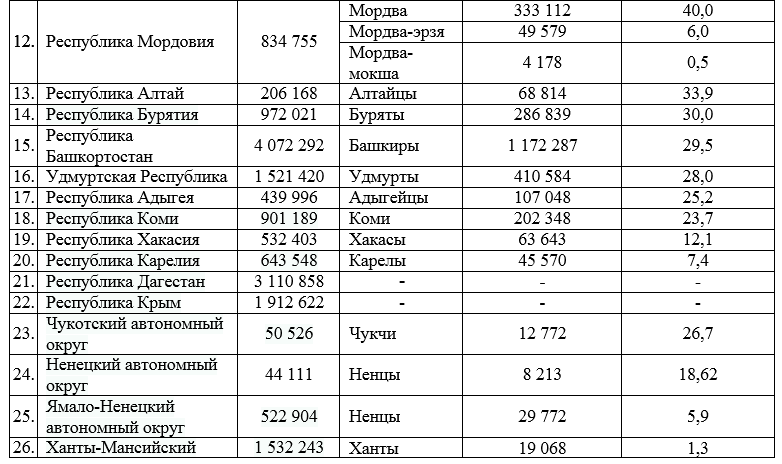 12. Республика Мордовия 834 755 Мордва 333 112 40,0
Мордва-эрзя 49 579 6,0
Мордва-
мокша 4 178 0,5
13. Республика Алтай 206 168 Алтайцы 68 814 33,9
14. Республика Бурятия 972 021 Буряты 286 839 30,0
15. Республика
Башкортостан 4 072 292 Башкиры 1 172 287 29,5
16. Удмуртская Республика 1 521 420 Удмурты 410 584 28,0
17. Республика Адыгея 439 996 Адыгейцы 107 048 25,2
18. Республика Коми 901 189 Коми 202 348 23,7
19. Республика Хакасия 532 403 Хакасы 63 643 12,1
20. Республика Карелия 643 548 Карелы 45 570 7,4
21. Республика Дагестан 3 110 858 - - -
22. Республика Крым 1 912 622 - - -
23. Чукотский автономный
округ 50 526 Чукчи 12 772 26,7
24. Ненецкий автономный
округ 44 111 Ненцы 8 213 18,62
25. Ямало-Ненецкий
автономный округ 522 904 Ненцы 29 772 5,9
26. Ханты-Мансийский 1 532 243 Ханты 19 068 1,3